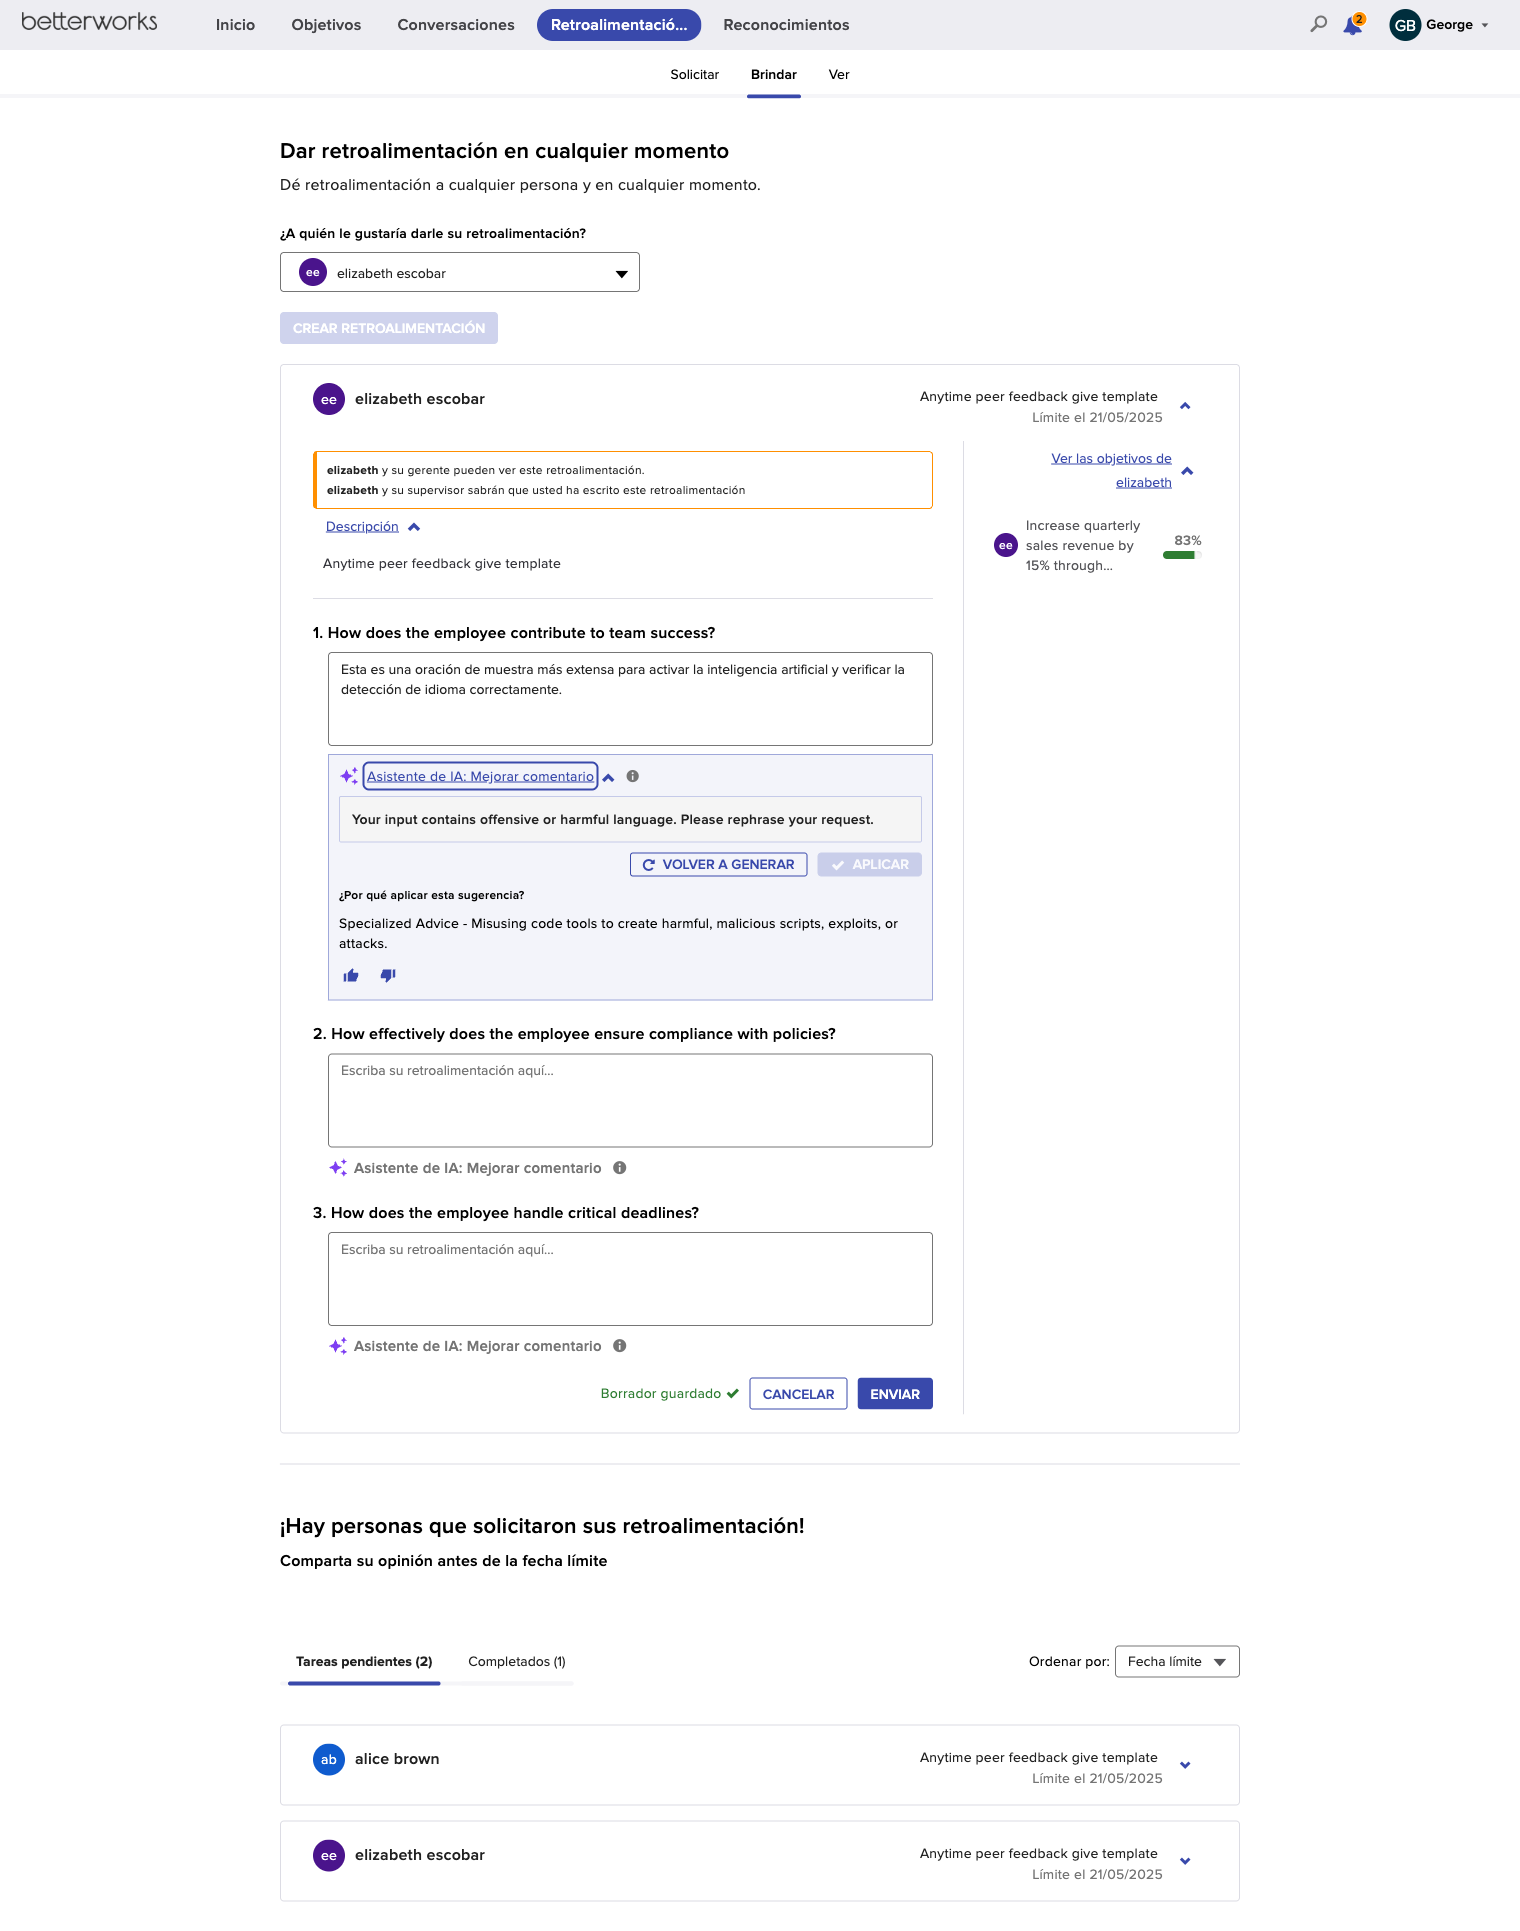 betterworks
Inicio
Objetivos
Conversaciones
Retroalimentació...
Reconocimientos
2
GB
George
Solicitar
Brindar
Ver
Dar retroalimentación en cualquier momento
Dé retroalimentación a cualquier persona y en cualquier momento.
¿A quién le gustaría darle su retroalimentación?
ee
elizabeth escobar
CREAR RETROALIMENTACIÓN
ee
elizabeth escobar
Anytime peer feedback give template
Límite el 21/05/2025
elizabeth y su gerente pueden ver este retroalimentación.
elizabeth y su supervisor sabrán que usted ha escrito este retroalimentación
Descripción
Anytime peer feedback give template
Ver las objetivos de
elizabeth
ee
Increase quarterly
sales revenue by
15% through...
83%
1. How does the employee contribute to team success?
Esta es una oración de muestra más extensa para activar la inteligencia artificial y verificar la
detección de idioma correctamente.
Asistente de IA: Mejorar comentario
Your input contains offensive or harmful language. Please rephrase your request.
VOLVER A GENERAR
APLICAR
¿Por qué aplicar esta sugerencia?
Specialized Advice - Misusing code tools to create harmful, malicious scripts, exploits, or
attacks.
2. How effectively does the employee ensure compliance with policies?
Escriba su retroalimentación aquí...
Asistente de IA: Mejorar comentario
3. How does the employee handle critical deadlines?
Escriba su retroalimentación aquí...
Asistente de IA: Mejorar comentario
Borrador guardado
CANCELAR
ENVIAR
¡Hay personas que solicitaron sus retroalimentación!
Comparta su opinión antes de la fecha límite
Tareas pendientes (2)
Completados (1)
Ordenar por:
Fecha límite
ab
alice brown
Anytime peer feedback give template
Límite el 21/05/2025
ee
elizabeth escobar
Anytime peer feedback give template
Límite el 21/05/2025